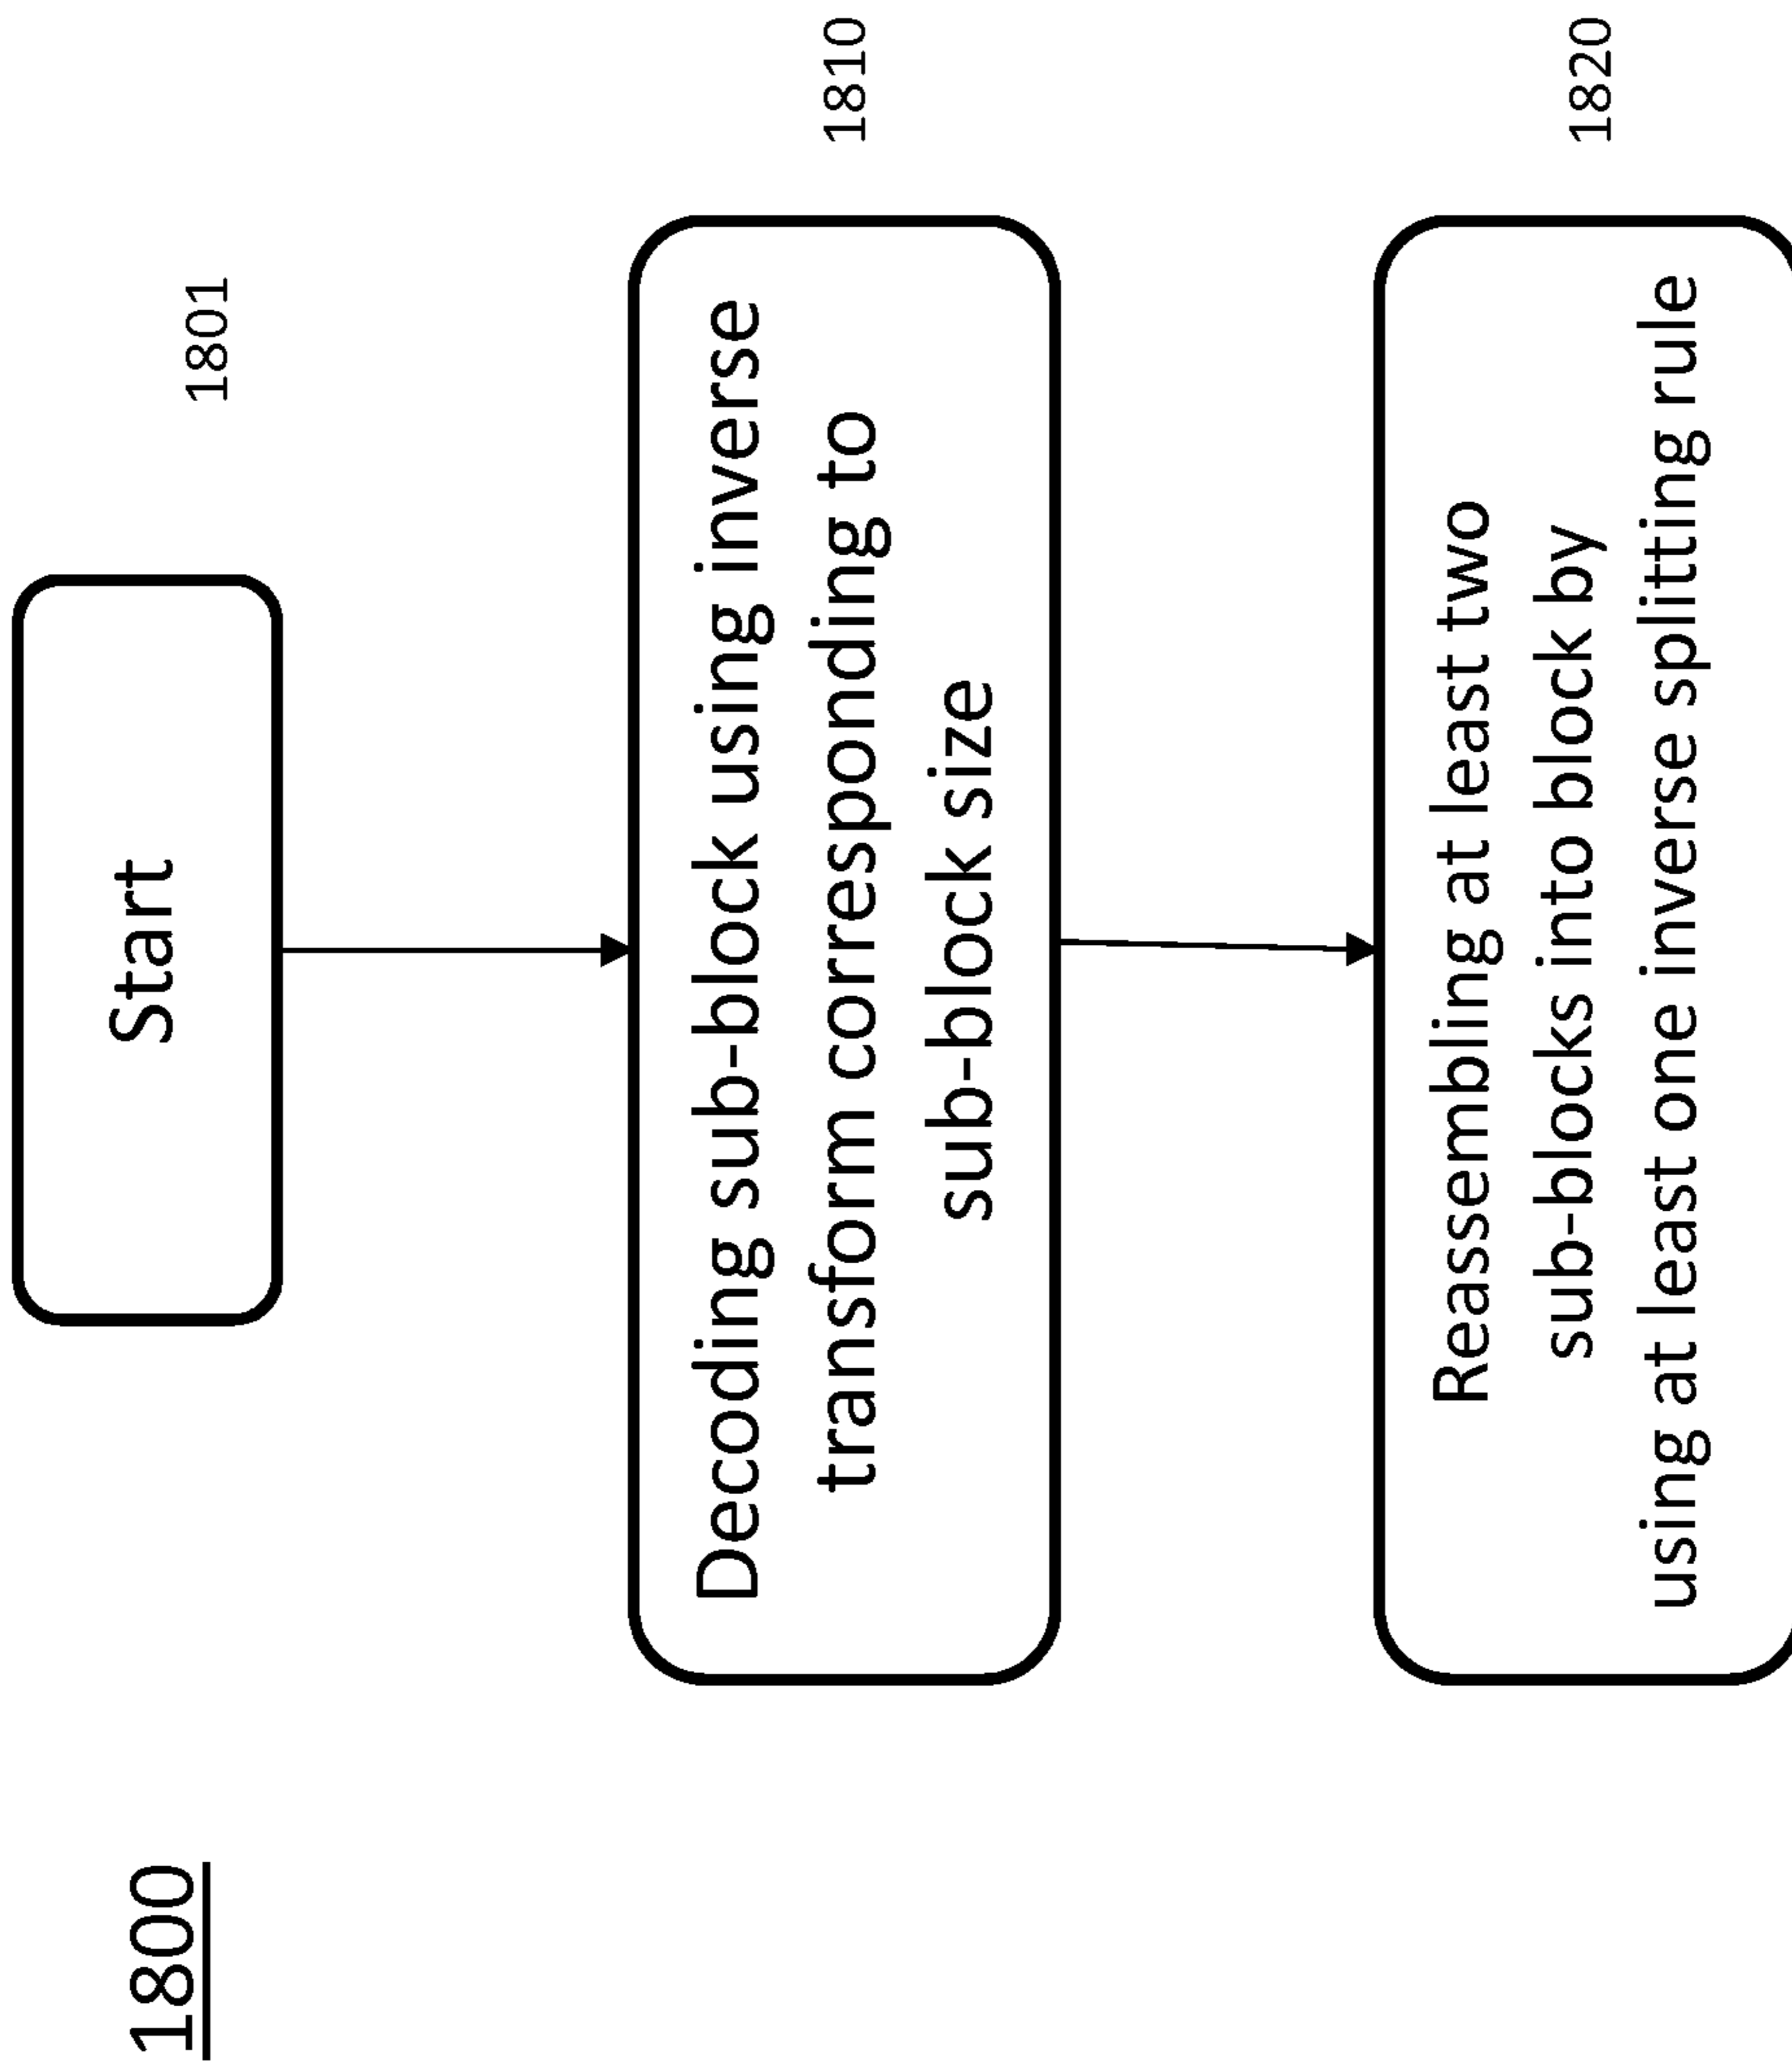 1800
Start
1801
Decoding sub-block using inverse
transform corresponding to
sub-block size
1810
Reassembling at least two
sub-blocks into block by
using at least one inverse splitting rule
1820